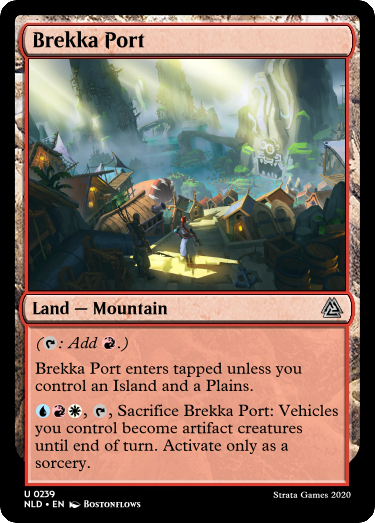 Brekka Port
Land — Mountain
(: Add .)
Brekka Port enters tapped unless you
control an Island and a Plains.
, , Sacrifice Brekka Port: Vehicles
you control become artifact creatures
until end of turn. Activate only as a
sorcery.
U 0239
NLD • EN Bostonflows
Strata Games 2020